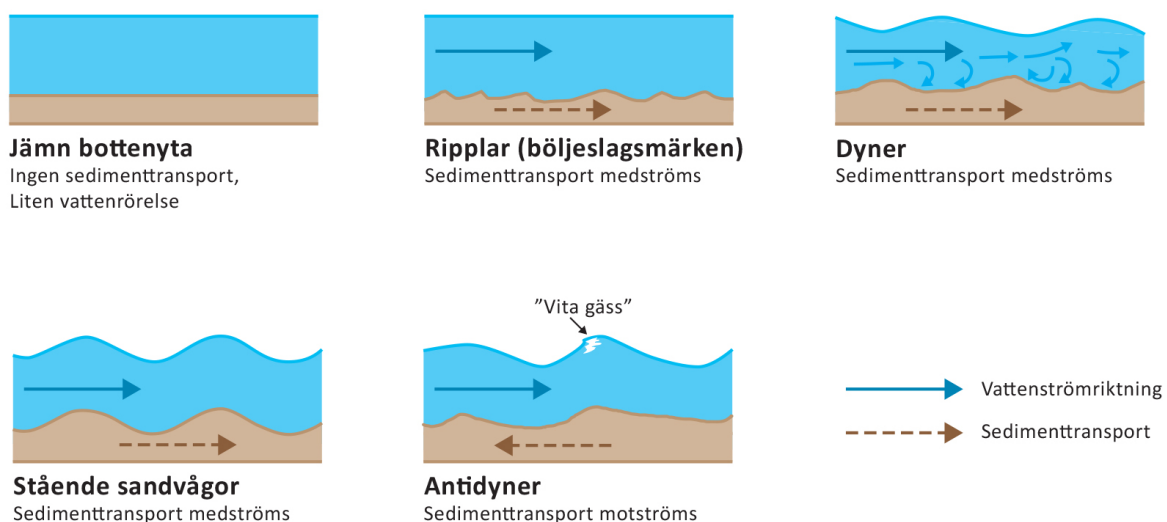 Jämn bottenyta
Ingen sedimenttransport,
Liten vattenrörelse
Ripplar (böljeslagsmärken)
Sedimenttransport medströms
Dyner
Sedimenttransport medströms
”Vita gäss”
Stående sandvågor
Sedimenttransport medströms
Antidyner
Sedimenttransport motströms
Vattenströmriktning
Sedimenttransport